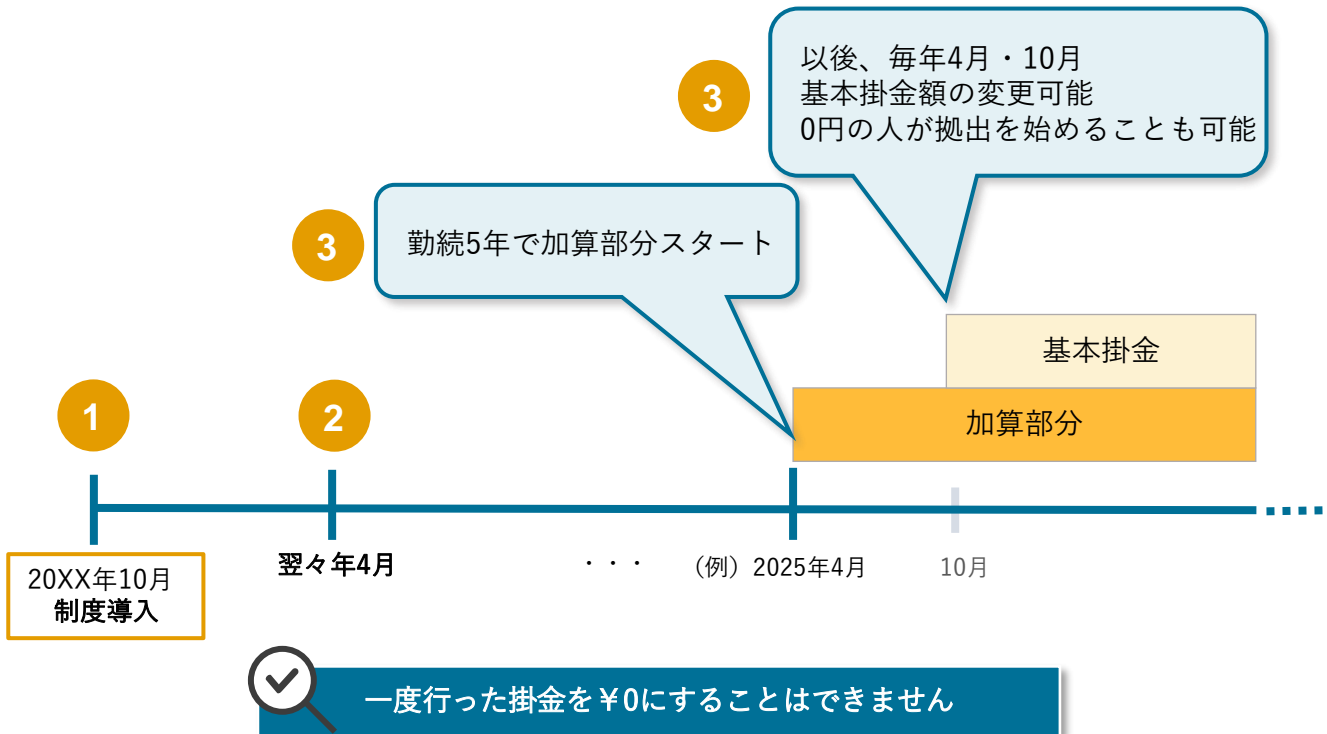 3
以後、毎年4月・10月
基本掛金額の変更可能
0円の人が拠出を始めることも可能
3
勤続5年で加算部分スタート
基本掛金
加算部分
1
2
20XX年10月
制度導入
翌々年4月
・・・
（例）2025年4月
10月
一度行った掛金を￥0にすることはできません